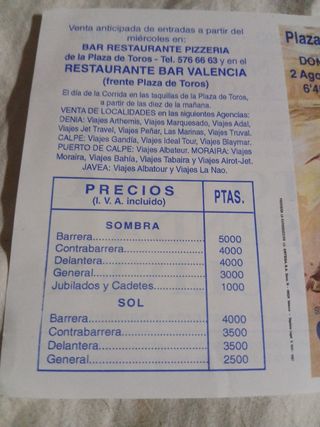 Venta anticipada de entradas a partir del
miércoles en:
BAR RESTAURANTE PIZZERIA
de la Plaza de Toros - Tel. 576 66 63 y en el
RESTAURANTE BAR VALENCIA
(frente Plaza de Toros)
El día de la Corrida en las taquillas de la Plaza de Toros,
a partir de las diez de la mañana.
VENTA DE LOCALIDADES en las siguientes Agencias:
DENIA: Viajes Arthemis, Viajes Marquesado, Viajes Adal,
Viajes Jet Travel, Viajes Peñar, Las Marinas, Viajes Truval.
CALPE: Viajes Gandía, Viajes Ideal Tour, Viajes Blaymar.
PUERTO DE CALPE: Viajes Albateur. MORAIRA: Viajes
Moraira, Viajes Bahía, Viajes Tabaira y Viajes Airot-Jet.
JAVEA: Viajes Albatour y Viajes La Nao.
PRECIOS
(I. V. A. incluido)
PTAS.
SOMBRA
Barrera 5000
Contrabarrera 4000
Delantera 4000
General 3000
Jubilados y Cadetes 1000
SOL
Barrera 4000
Contrabarrera 3500
Delantera 3500
General 2500
Plaza
DOM
2 Ago
6'4